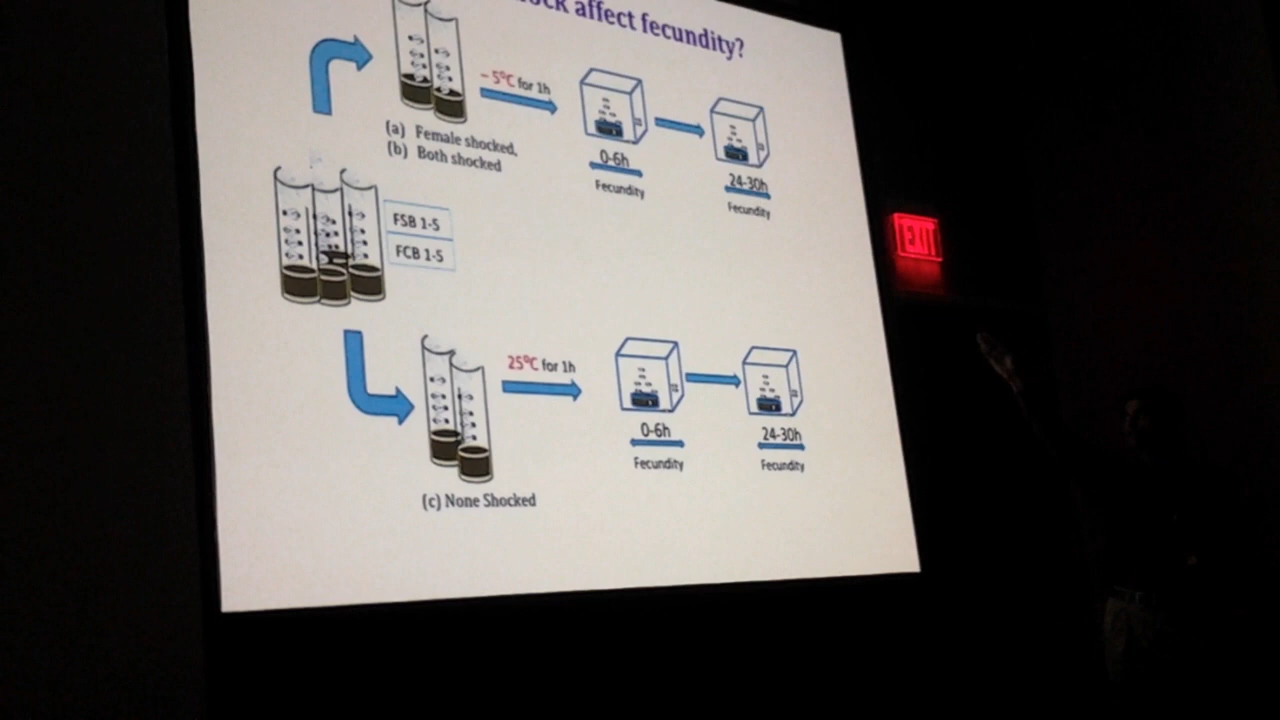 affect fecundity?
– 5°C for 1h
(a) Female shocked,
(b) Both shocked
0-6h
Fecundity
24-30h
Fecundity
FSB 1-5
FCB 1-5
EXIT
25°C for 1h
0-6h
Fecundity
24-30h
Fecundity
(c) None Shocked